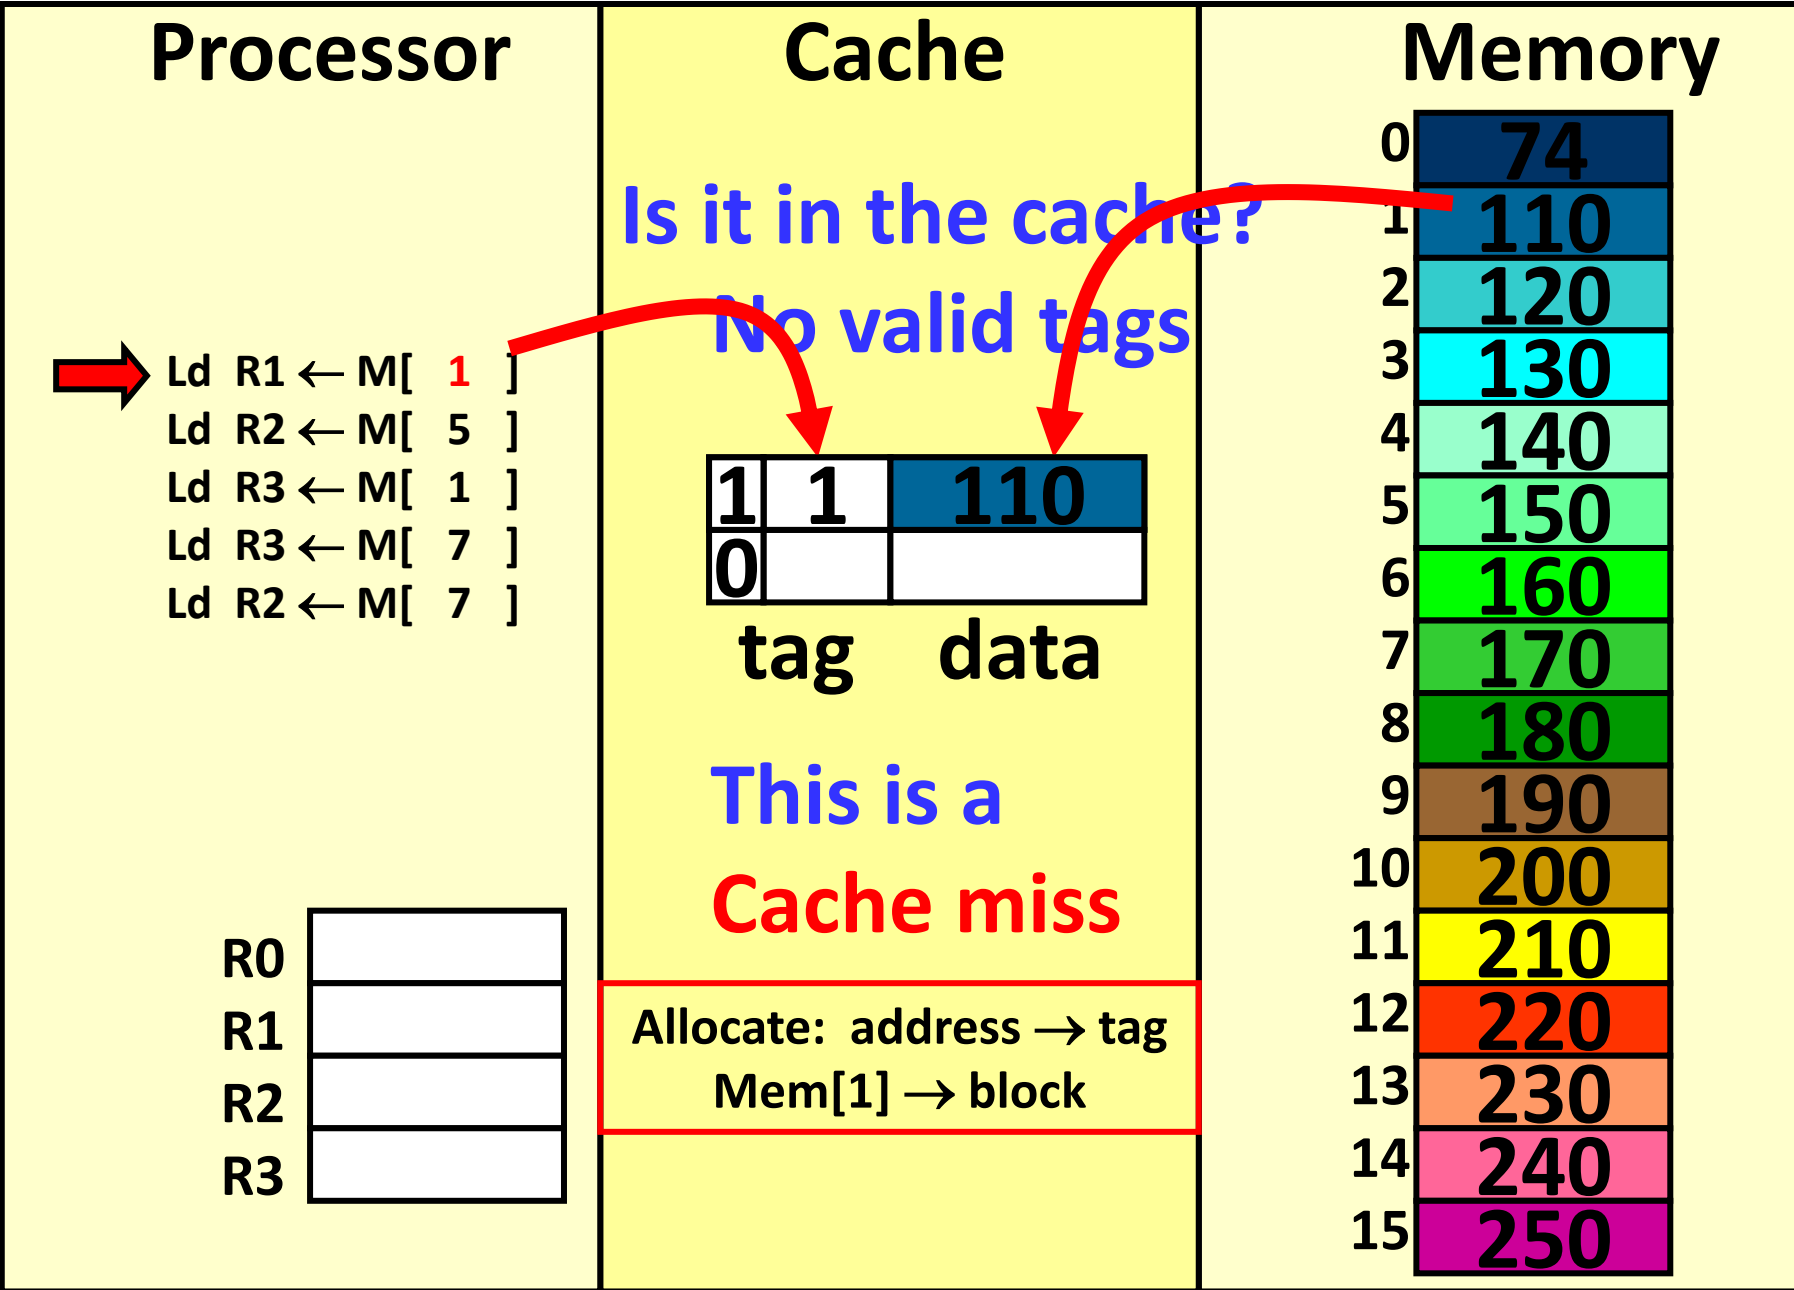 Processor
Ld R1 ← M[ 1 ]
Ld R2 ← M[ 5 ]
Ld R3 ← M[ 1 ]
Ld R3 ← M[ 7 ]
Ld R2 ← M[ 7 ]
R0
R1
R2
R3
Cache
Is it in the cache?
No valid tags
1 1 110
0
tag data
This is a
Cache miss
Allocate: address → tag
Mem[1] → block
Memory
0 74
1 110
2 120
3 130
4 140
5 150
6 160
7 170
8 180
9 190
10 200
11 210
12 220
13 230
14 240
15 250